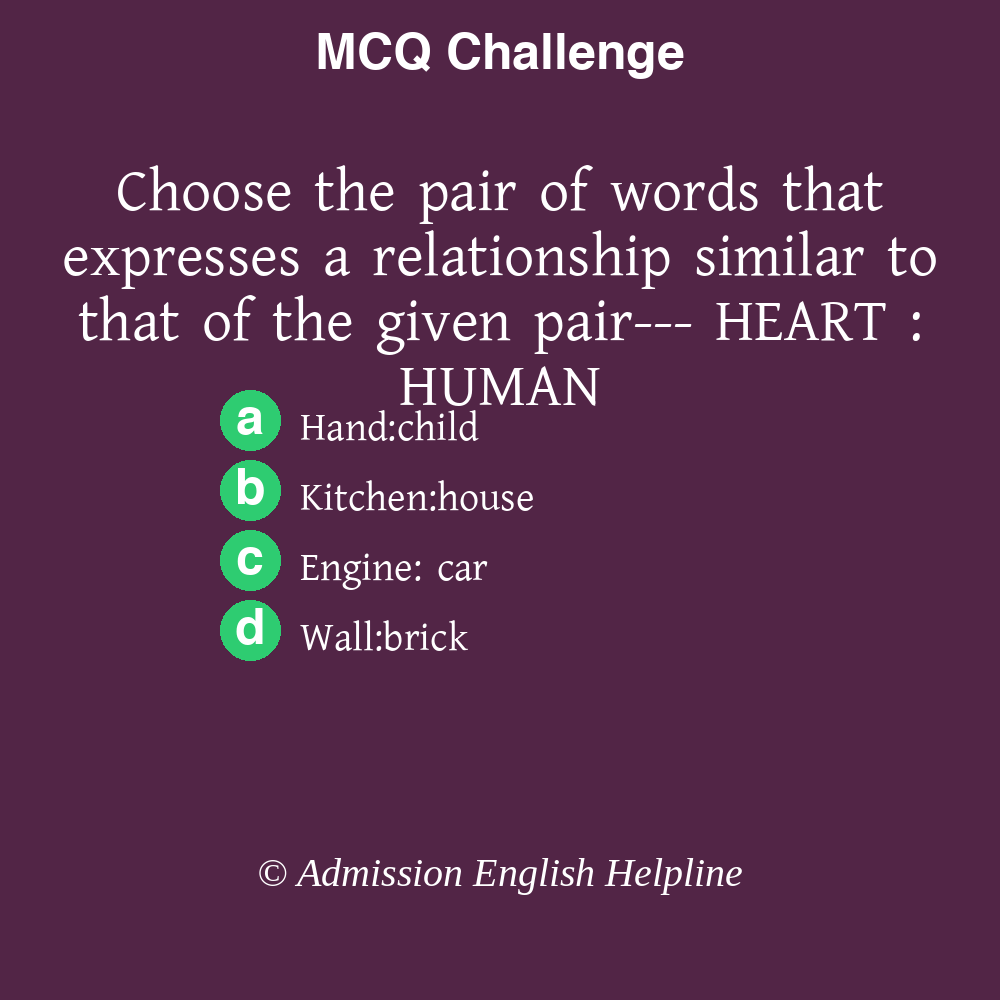 MCQ Challenge
Choose the pair of words that
expresses a relationship similar to
that of the given pair--- HEART :
HUMAN
a Hand:child
b Kitchen:house
c Engine: car
d Wall:brick
© Admission English Helpline